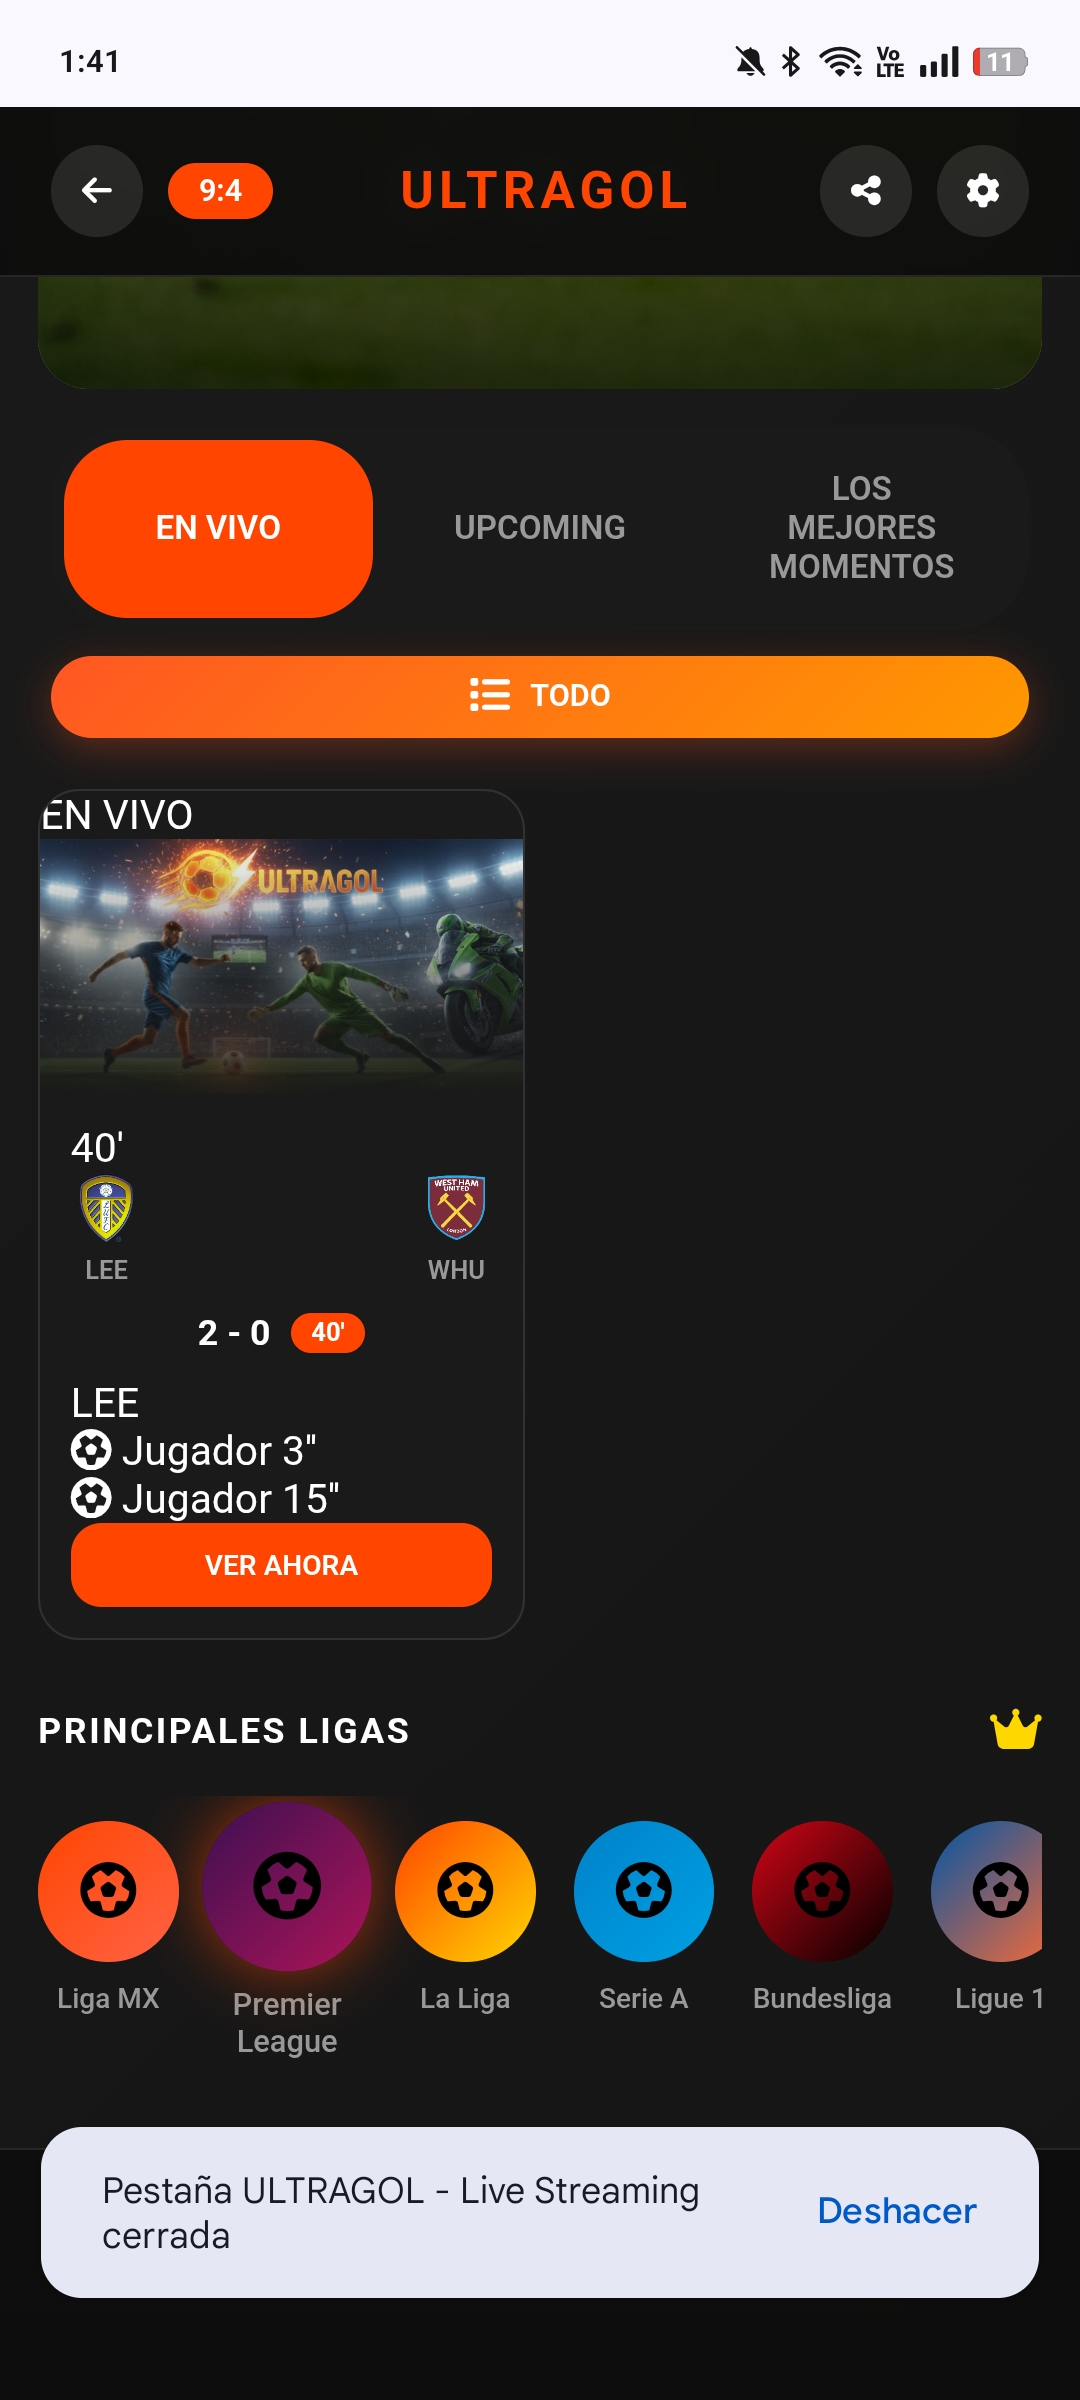 1:41
Vo
LTE
11
9:4
ULTRAGOL
EN VIVO
UPCOMING
LOS
MEJORES
MOMENTOS
TODO
EN VIVO
ULTRAGOL
40'
WEST HAM
UNITED
LONDON
LEE
WHU
2 - 0
40'
LEE
Jugador 3"
Jugador 15"
VER AHORA
PRINCIPALES LIGAS
Liga MX
Premier
League
La Liga
Serie A
Bundesliga
Ligue 1
Pestaña ULTRAGOL - Live Streaming
cerrada
Deshacer